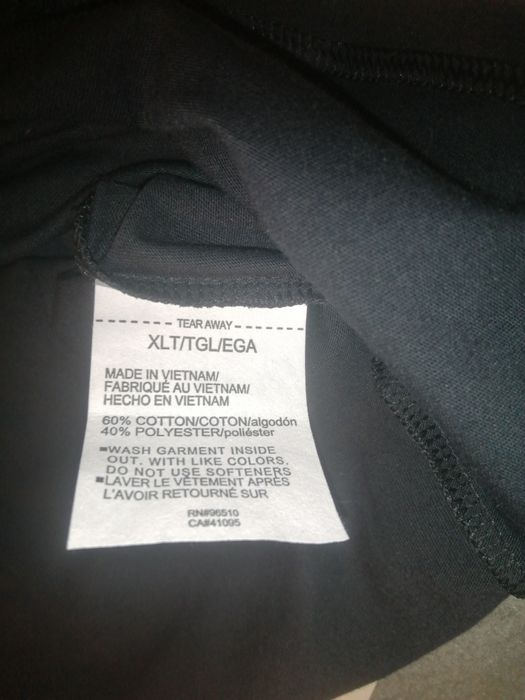 TEAR AWAY
XLT/TGL/EGA
MADE IN VIETNAM/
FABRIQUÉ AU VIETNAM/
HECHO EN VIETNAM
60% COTTON/COTON/algodón
40% POLYESTER/poliéster
WASH GARMENT INSIDE
OUT. WITH LIKE COLORS.
DO NOT USE SOFTENERS
LAVER LE VÊTEMENT APRÈS
L'AVOIR RETOURNÉ SUR
RN#96510
CA#41095